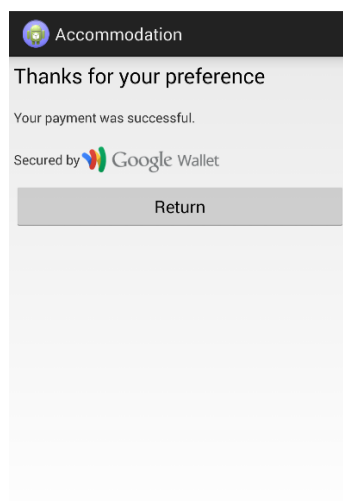 Accommodation
Thanks for your preference
Your payment was successful.
Secured by Google Wallet
Return